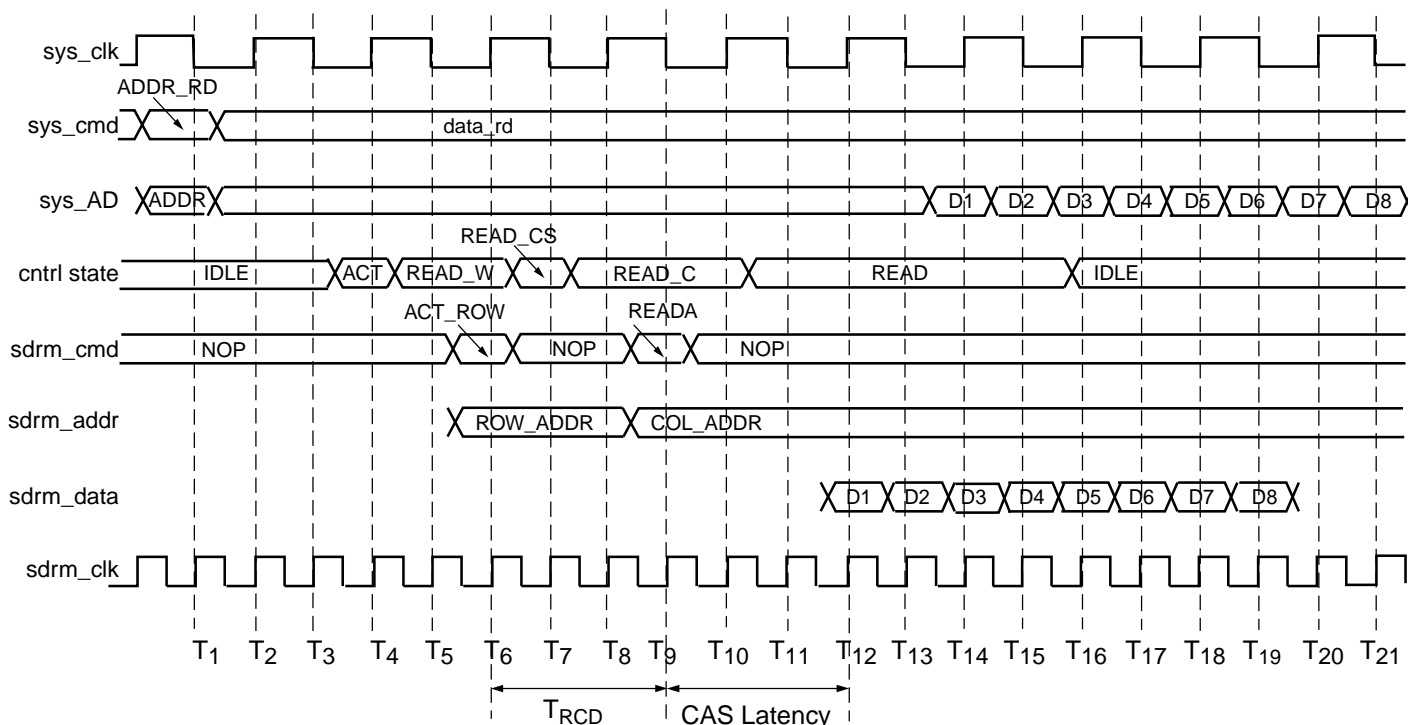 sys_clk
ADDR_RD
sys_cmd data_rd
sys_AD ADDR D1 D2 D3 D4 D5 D6 D7 D8
READ_CS
cntrl state IDLE ACT READ_W READ_C READ IDLE
ACT_ROW READA
sdrm_cmd NOP NOP NOP
sdrm_addr ROW_ADDR COL_ADDR
sdrm_data D1 D2 D3 D4 D5 D6 D7 D8
sdrm_clk
T1 T2 T3 T4 T5 T6 T7 T8 T9 T10 T11 T12 T13 T14 T15 T16 T17 T18 T19 T20 T21
TRCD CAS Latency